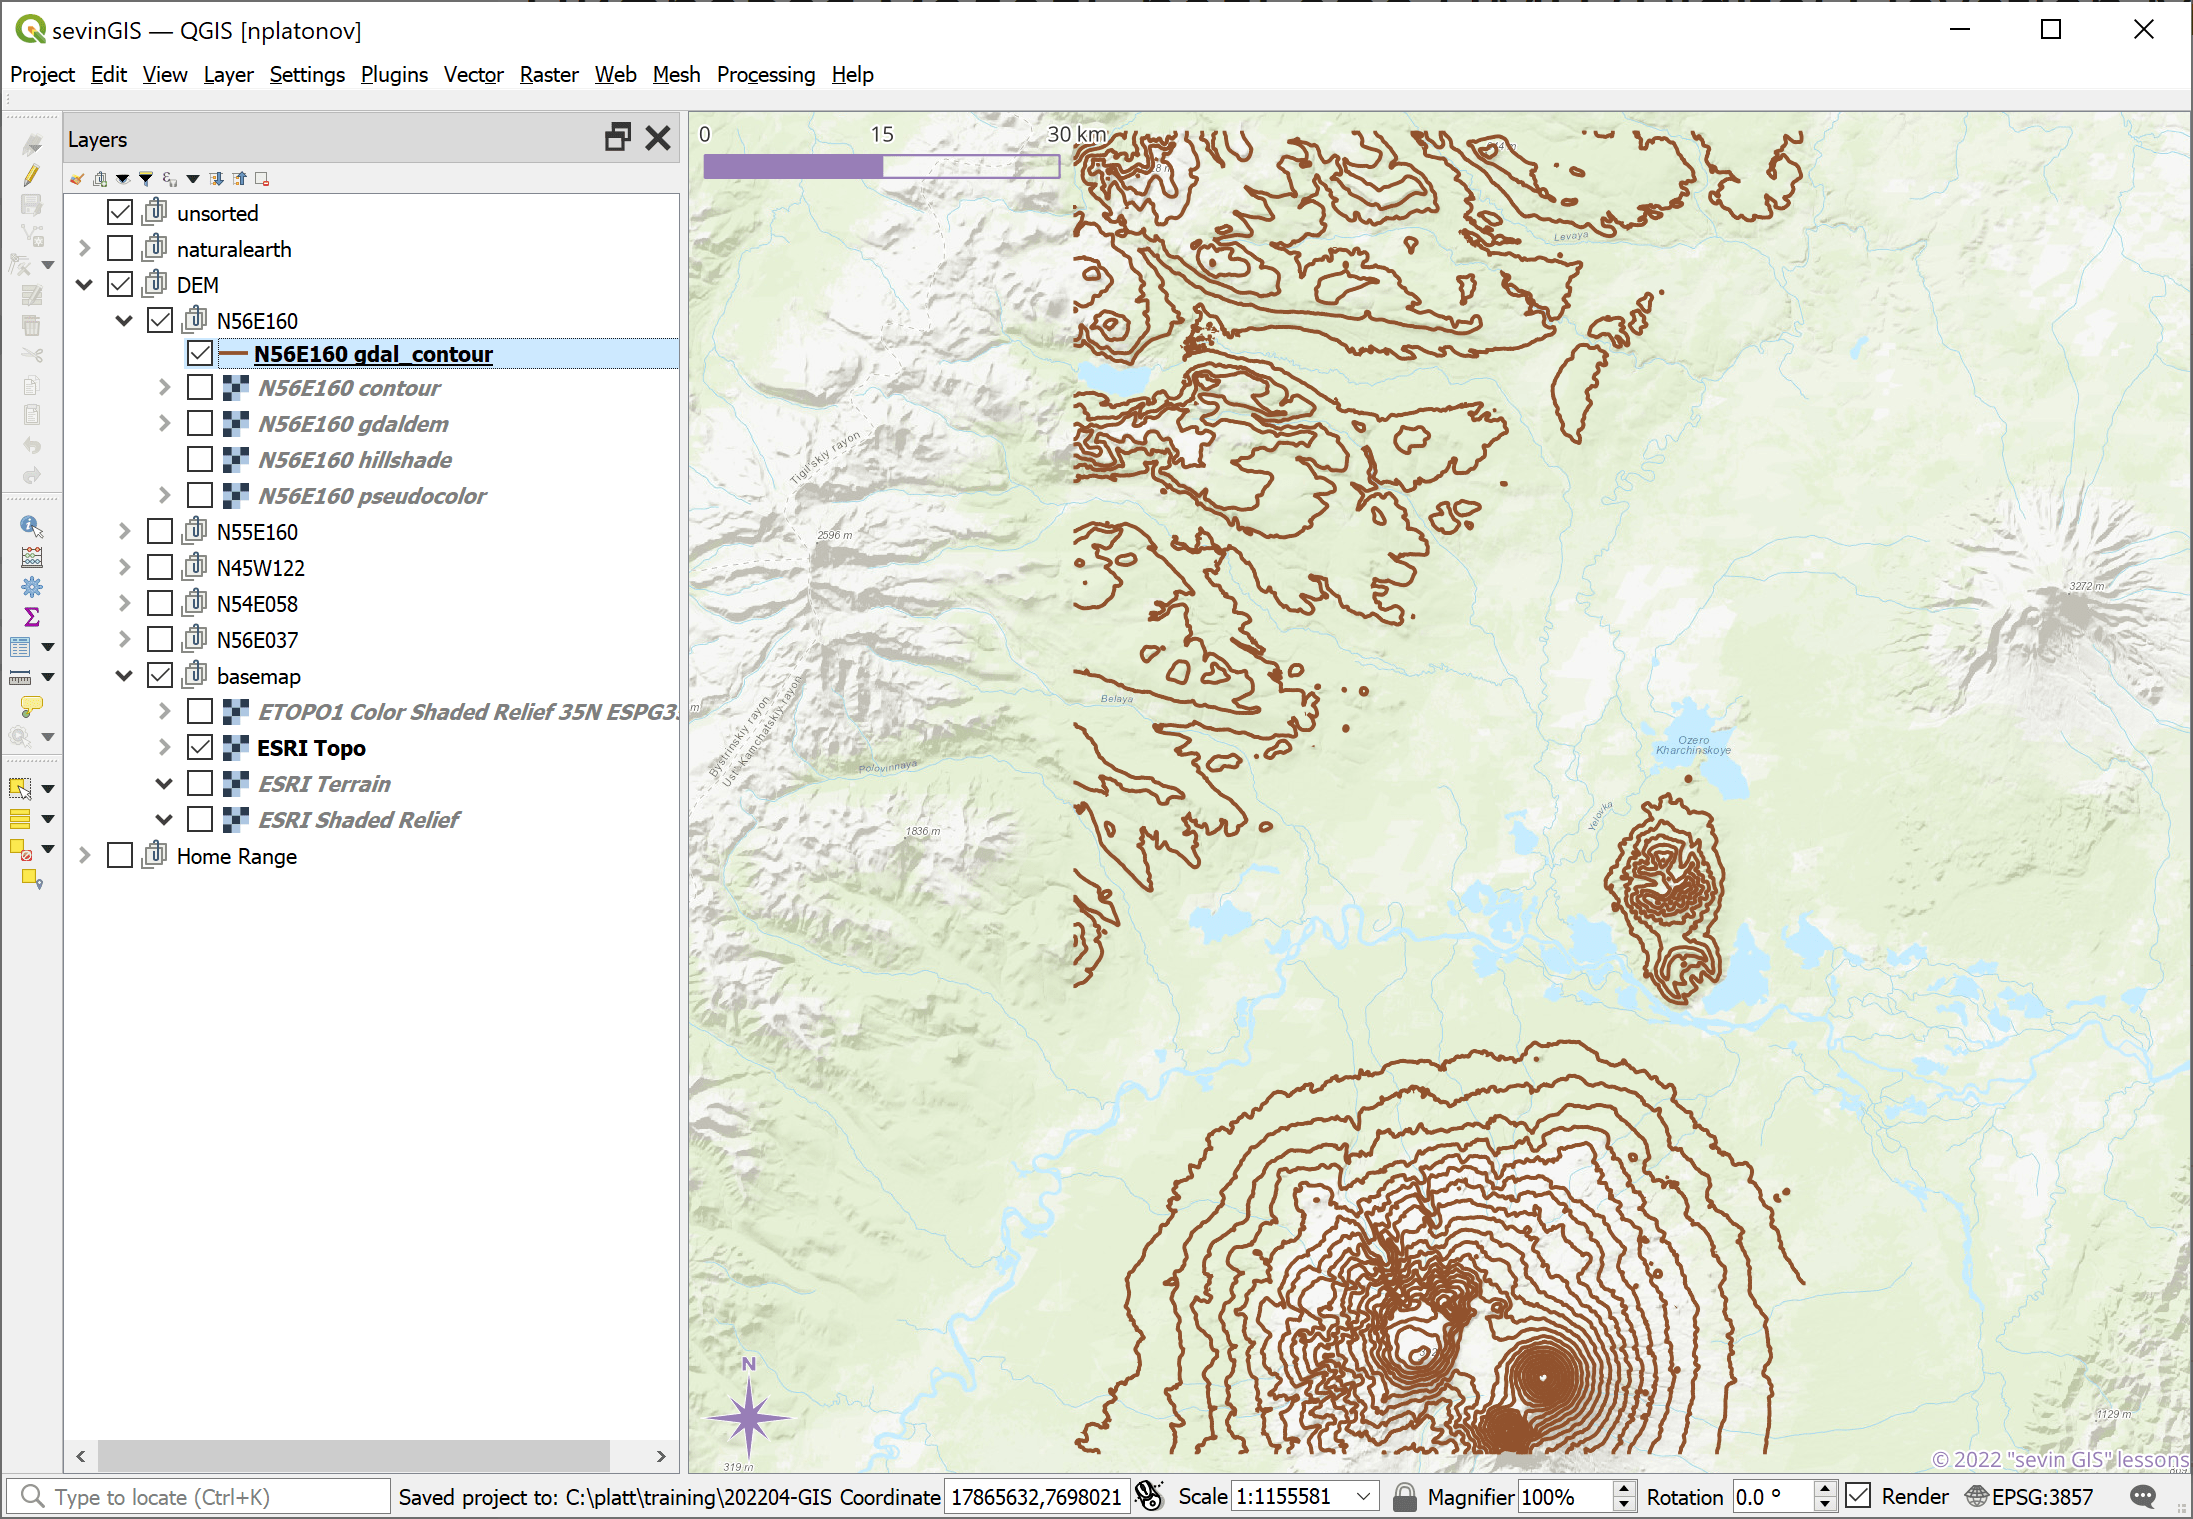 sevinGIS — QGIS [nplatonov]
Project Edit View Layer Settings Plugins Vector Raster Web Mesh Processing Help
Layers
unsorted
naturalearth
DEM
N56E160
N56E160 gdal_contour
N56E160 contour
N56E160 gdaldem
N56E160 hillshade
N56E160 pseudocolor
N55E160
N45W122
N54E058
N56E037
basemap
ETOPO1 Color Shaded Relief 35N ESPG3
ESRI Topo
ESRI Terrain
ESRI Shaded Relief
Home Range
0 15 30 km
Levaya
Tigil'skiy rayon
2596 m
3272 m
Belaya
Bystrinskiy rayon
Ust'-Kamchatskiy rayon
Polovinnaya
Ozero
Kharchinskoye
Yelovka
1836 m
N
1129 m
319 m
© 2022 "sevin GIS" lessons
Type to locate (Ctrl+K) Saved project to: C:\platt\training\202204-GIS Coordinate 17865632,7698021 Scale 1:1155581 Magnifier 100% Rotation 0.0 ° Render EPSG:3857